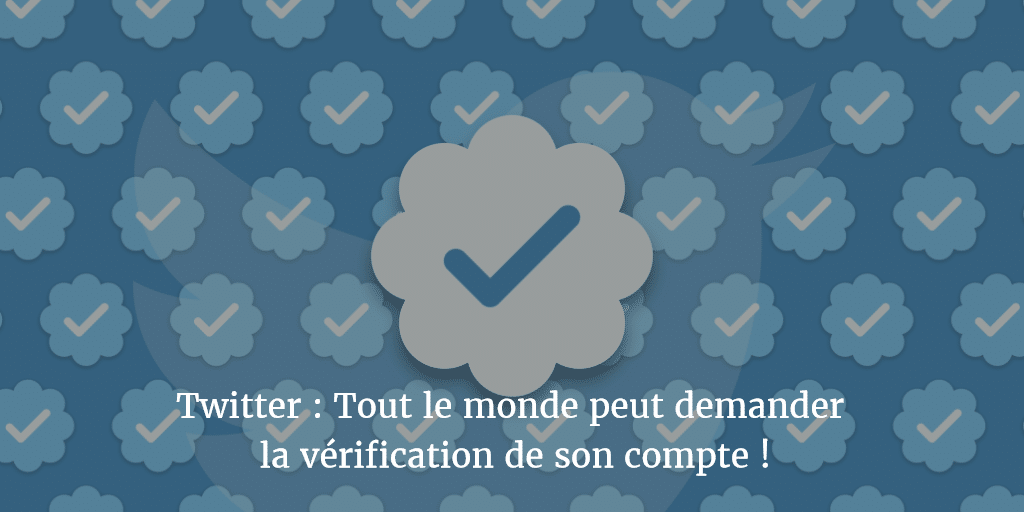 Twitter : Tout le monde peut demander
la vérification de son compte !